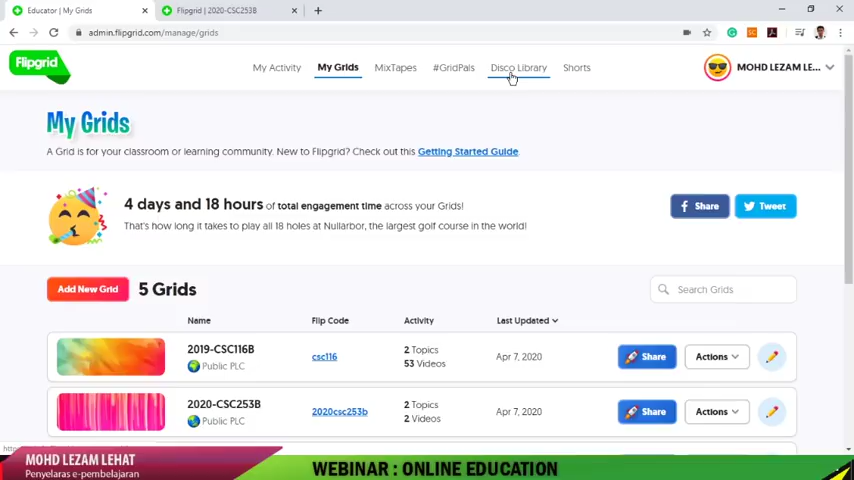 Educator | My Grids
Flipgrid | 2020-CSC253B
admin.flipgrid.com/manage/grids
Flipgrid
My Activity
My Grids
MixTapes
#GridPals
Disco Library
Shorts
MOHD LEZAM LE...
My Grids
A Grid is for your classroom or learning community. New to Flipgrid? Check out this Getting Started Guide.
4 days and 18 hours of total engagement time across your Grids!
That's how long it takes to play all 18 holes at Nullarbor, the largest golf course in the world!
Share
Tweet
Add New Grid
5 Grids
Search Grids
Name
Flip Code
Activity
Last Updated
2019-CSC116B
Public PLC
csc116
2 Topics
53 Videos
Apr 7, 2020
Share
Actions
2020-CSC253B
Public PLC
2020csc253b
2 Topics
2 Videos
Apr 7, 2020
Share
Actions
MOHD LEZAM LEHAT
Penyelaras e-pembelajaran
WEBINAR : ONLINE EDUCATION